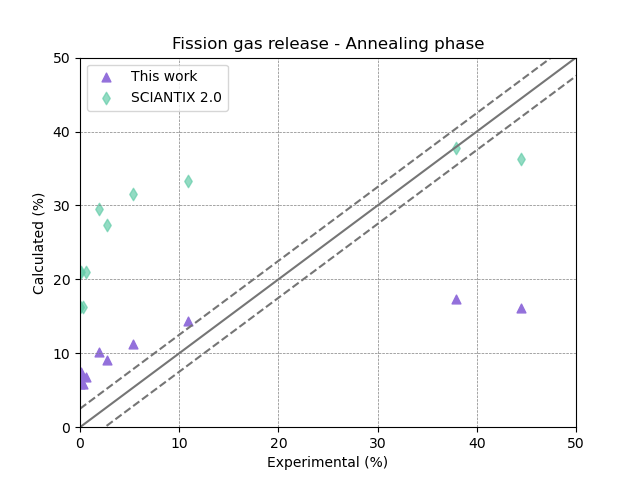 Fission gas release - Annealing phase
This work
SCIANTIX 2.0
50
40
30
20
10
0
Calculated (%)
0 10 20 30 40 50
Experimental (%)